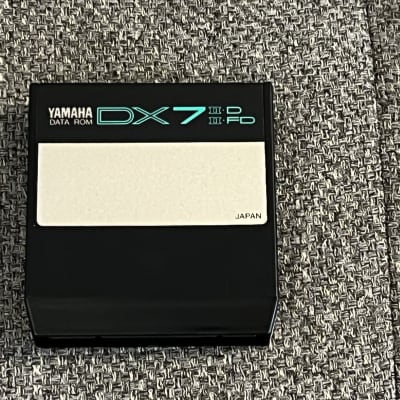 YAMAHA DX7 II·D
DATA ROM II·FD
JAPAN